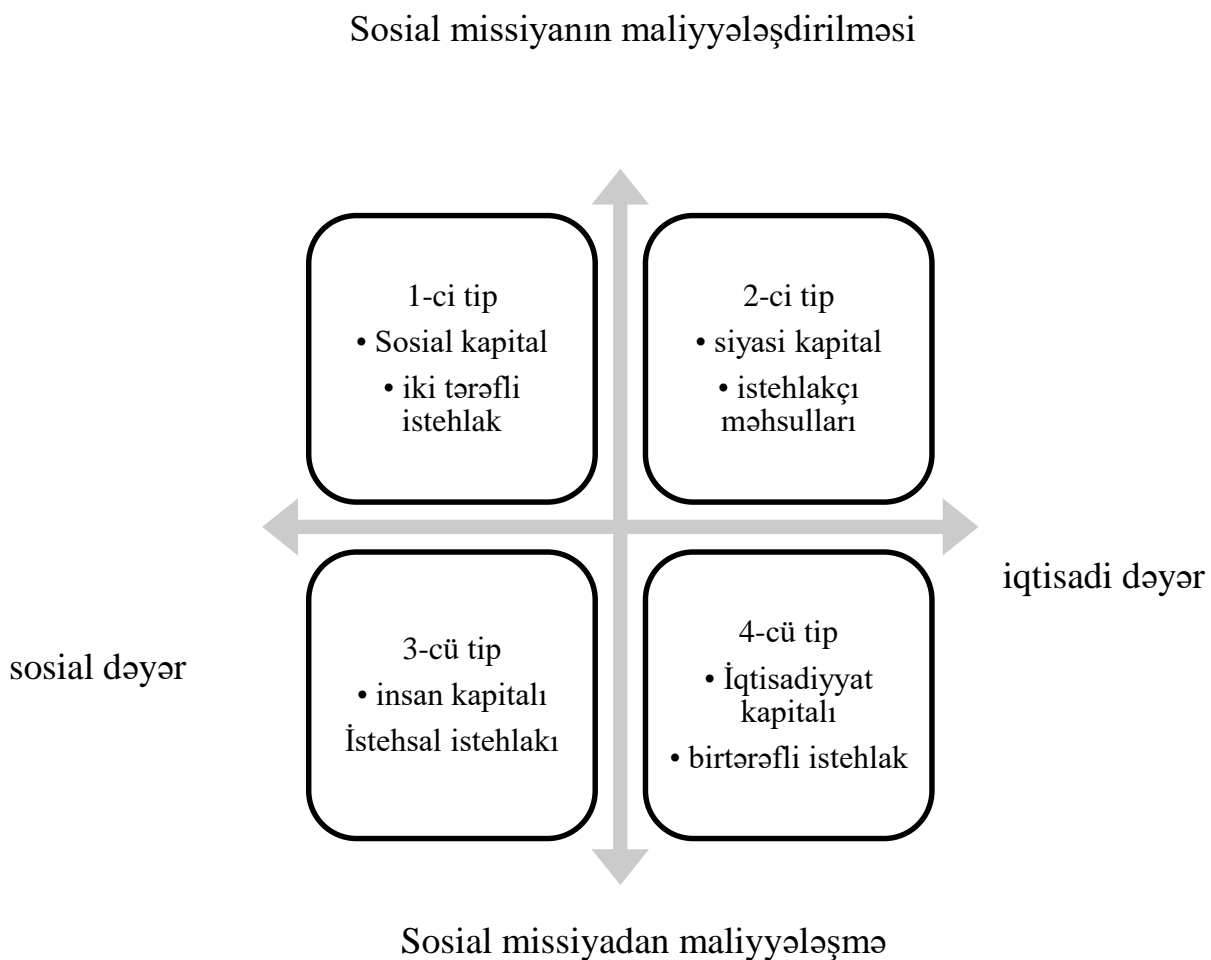 Sosial missiyanın maliyyələşdirilməsi
1-ci tip
• Sosial kapital
• iki tərəfli
istehlak
2-ci tip
• siyasi kapital
• istehlakçı
məhsulları
iqtisadi dəyər
sosial dəyər
3-cü tip
• insan kapitalı
İstehsal istehlakı
4-cü tip
• İqtisadiyyat
kapitalı
• birtərəfli istehlak
Sosial missiyadan maliyyələşmə